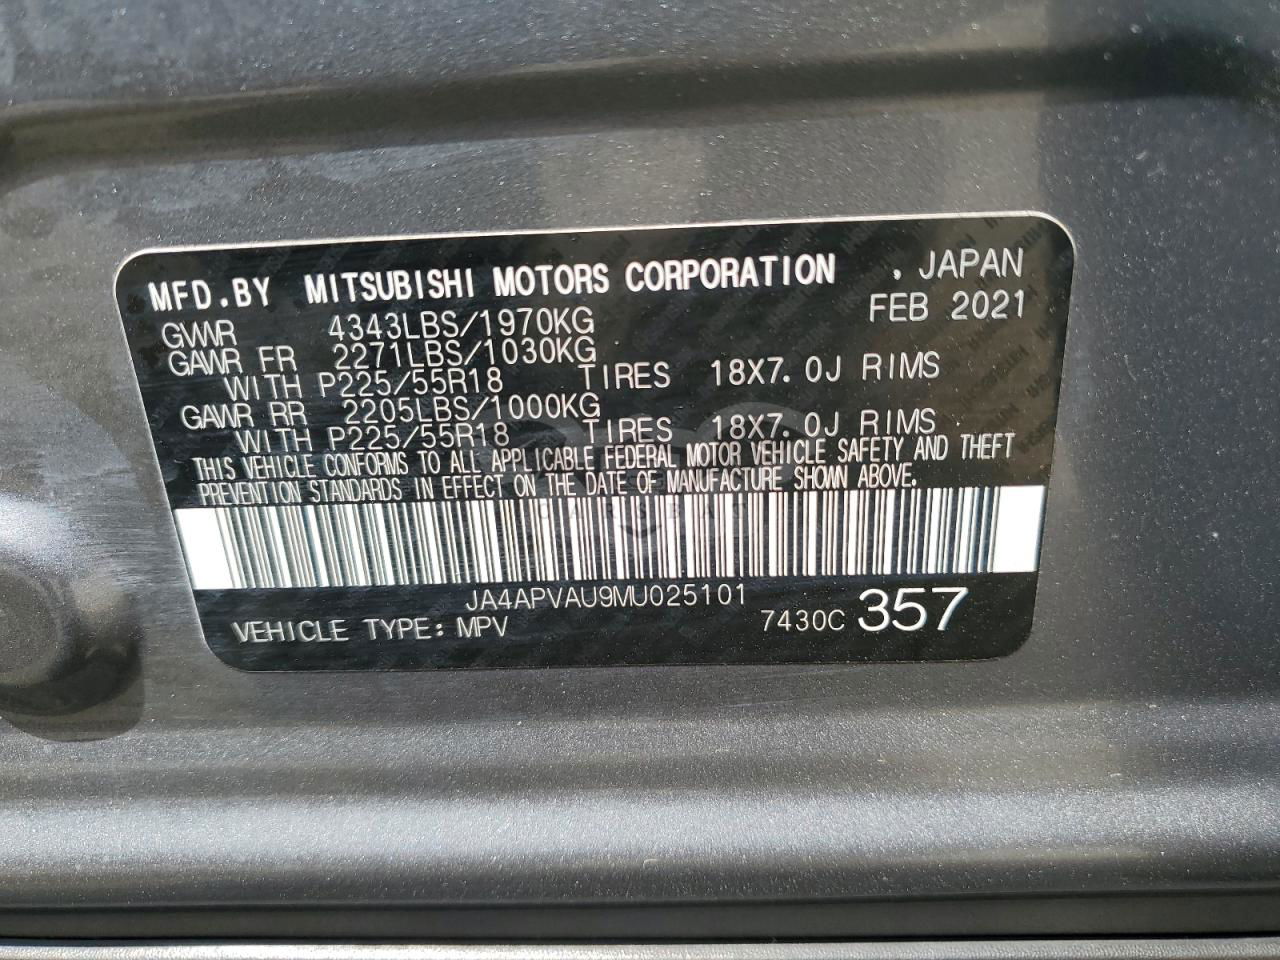 MFD.BY MITSUBISHI MOTORS CORPORATION , JAPAN
FEB 2021
GVWR 4343LBS/1970KG
GAWR FR 2271LBS/1030KG
WITH P225/55R18 TIRES 18X7.0J RIMS
GAWR RR 2205LBS/1000KG
WITH P225/55R18 TIRES 18X7.0J RIMS
THIS VEHICLE CONFORMS TO ALL APPLICABLE FEDERAL MOTOR VEHICLE SAFETY AND THEFT
PREVENTION STANDARDS IN EFFECT ON THE DATE OF MANUFACTURE SHOWN ABOVE.
JA4APVAU9MU025101
VEHICLE TYPE: MPV 7430C 357